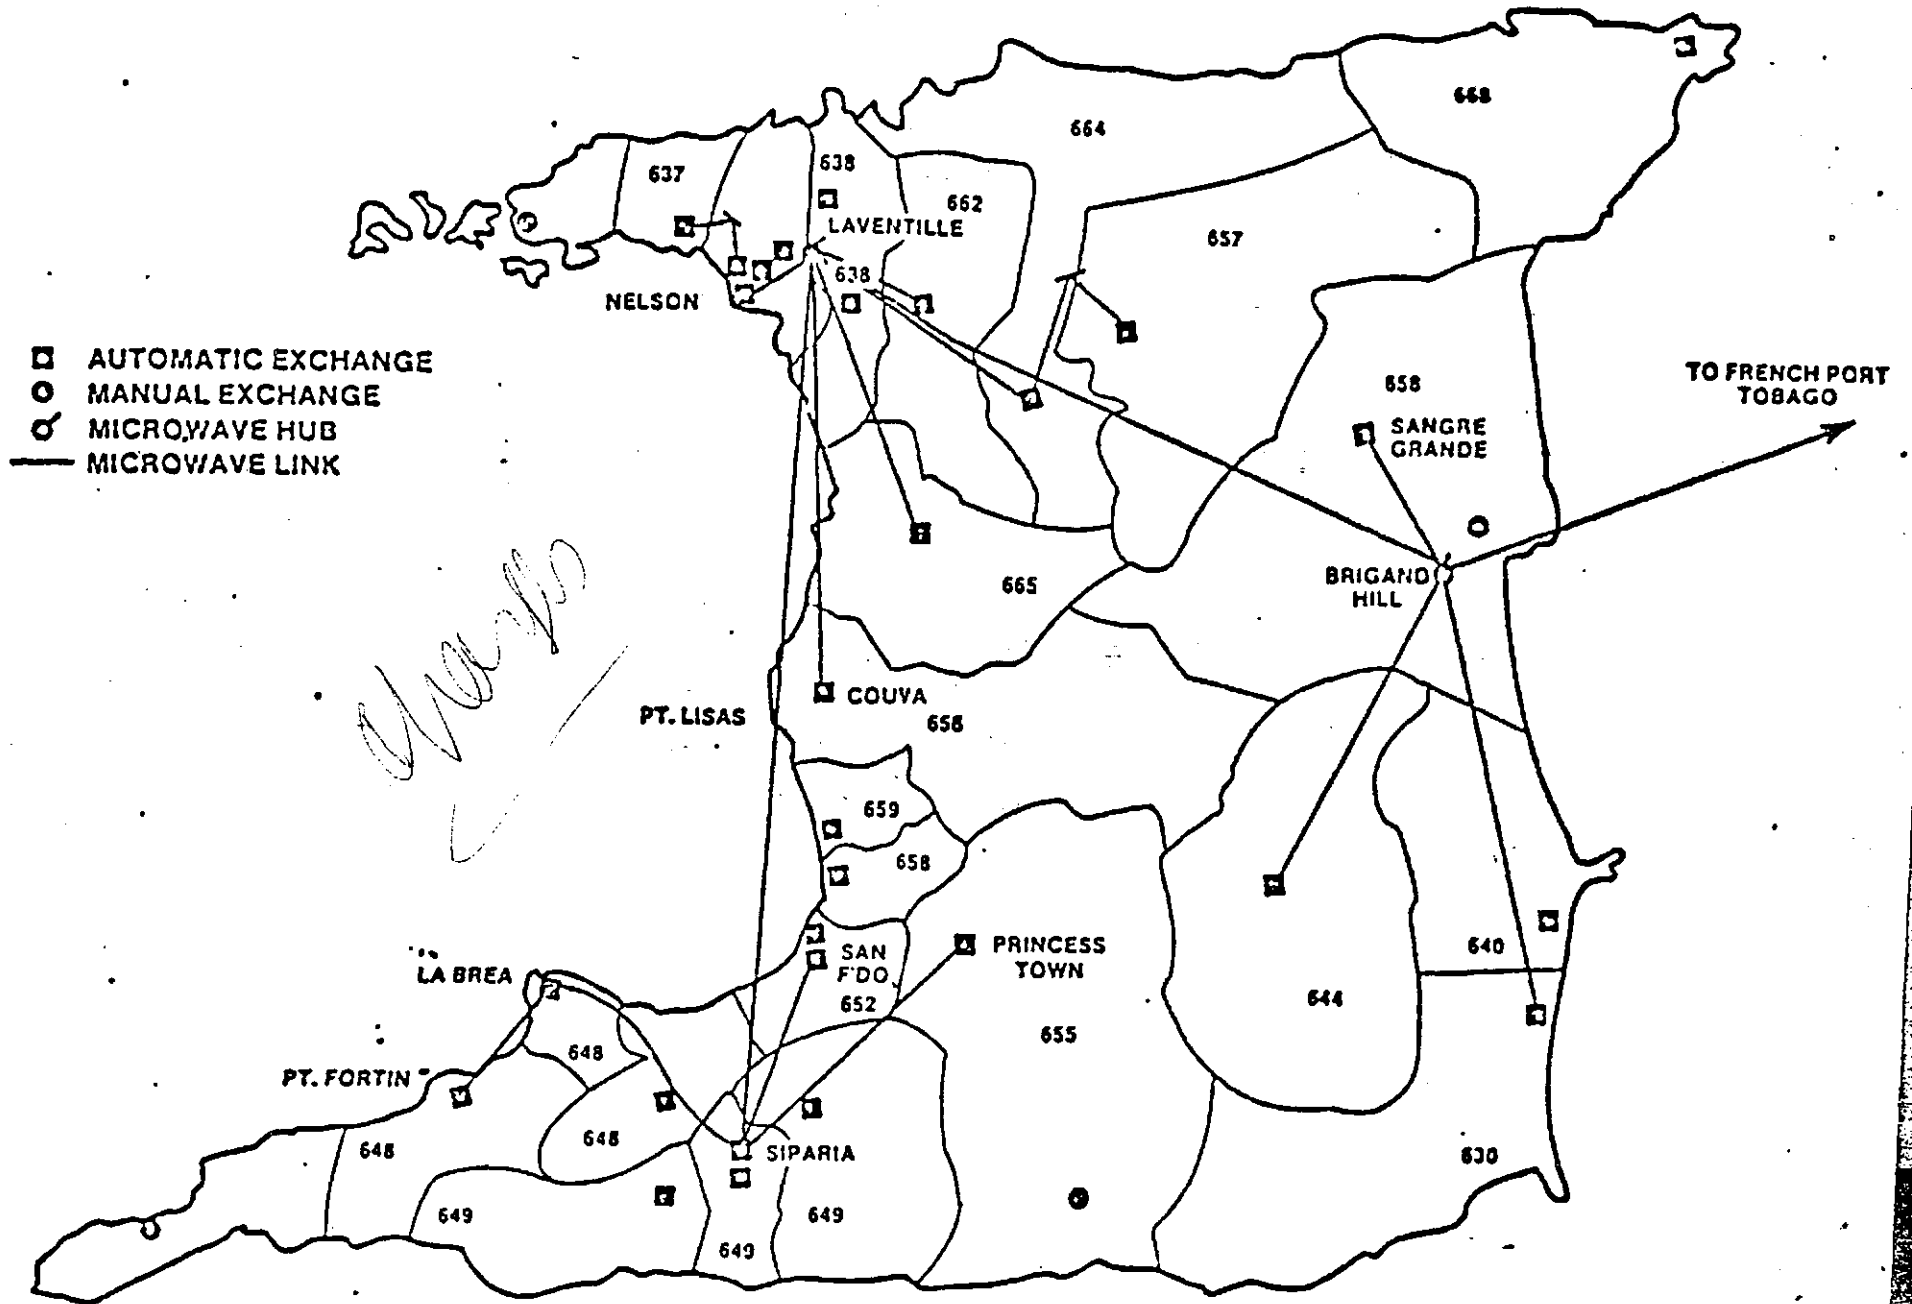 668
664
638
637
662
LAVENTILLE
657
638
NELSON
AUTOMATIC EXCHANGE
MANUAL EXCHANGE
MICROWAVE HUB
MICROWAVE LINK
TO FRENCH PORT
TOBAGO
658
SANGRE
GRANDE
BRIGAND
HILL
665
COUVA
PT. LISAS
656
659
658
PRINCESS
TOWN
SAN
F'DO
652
LA BREA
640
644
655
648
PT. FORTIN
648
648
SIPARIA
630
649
649
649